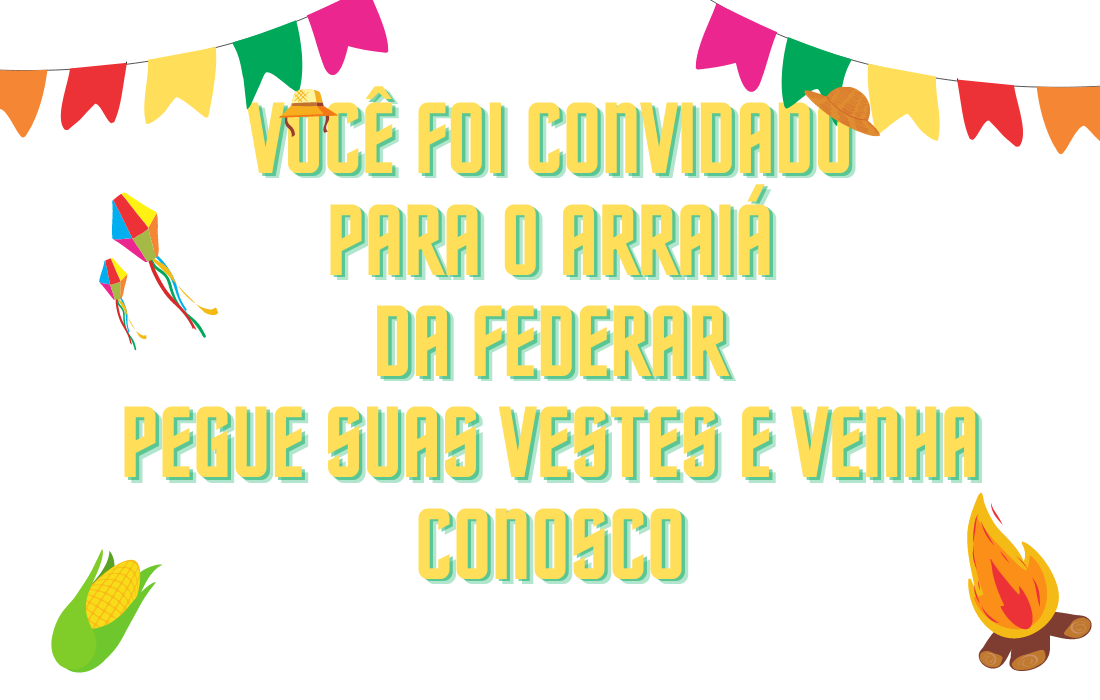 VOCÊ FOI CONVIDADO
PARA O ARRAIÁ
DA FEDERAR
PEGUE SUAS VESTES E VENHA
CONOSCO